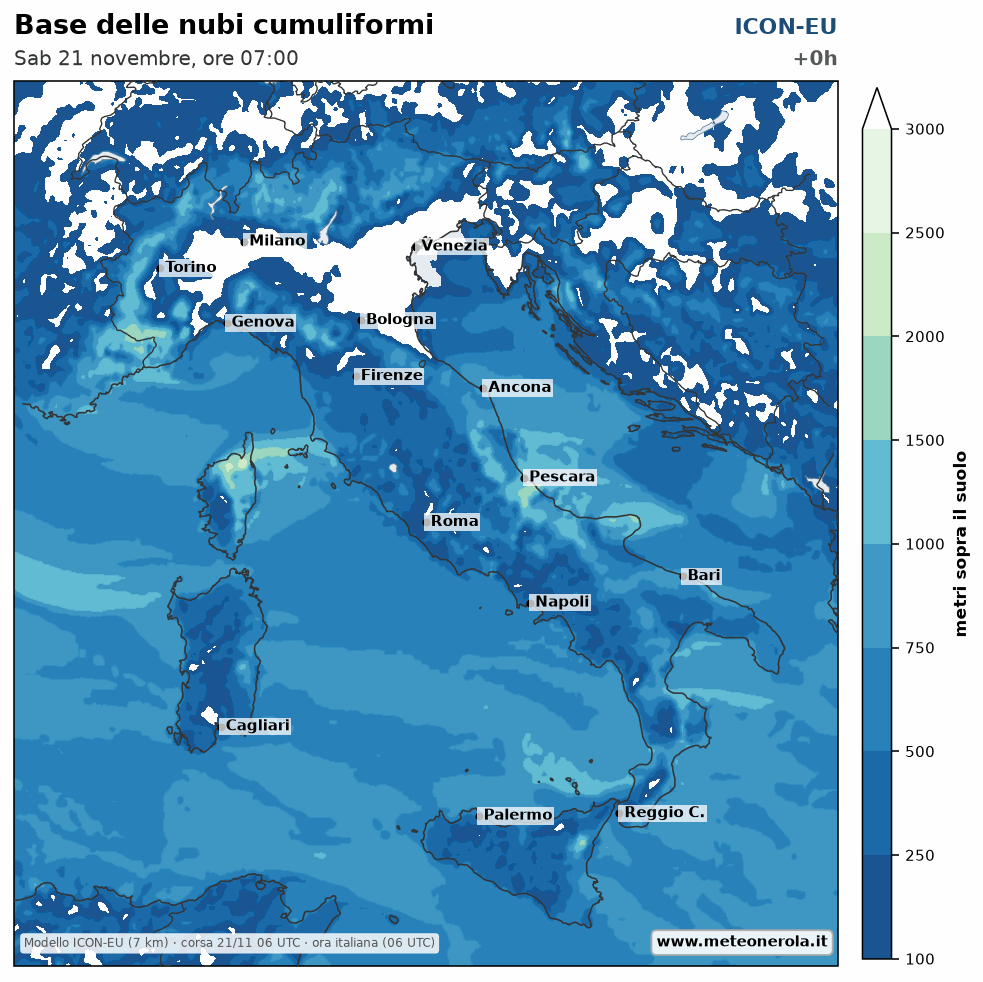 Base delle nubi cumuliformi
ICON-EU
Sab 21 novembre, ore 07:00
+0h
3000
2500
2000
1500
1000
750
500
250
100
metri sopra il suolo
Milano
Venezia
Torino
Genova
Bologna
Firenze
Ancona
Pescara
Roma
Bari
Napoli
Cagliari
Palermo
Reggio C.
Modello ICON-EU (7 km) · corsa 21/11 06 UTC · ora italiana (06 UTC)
www.meteonerola.it